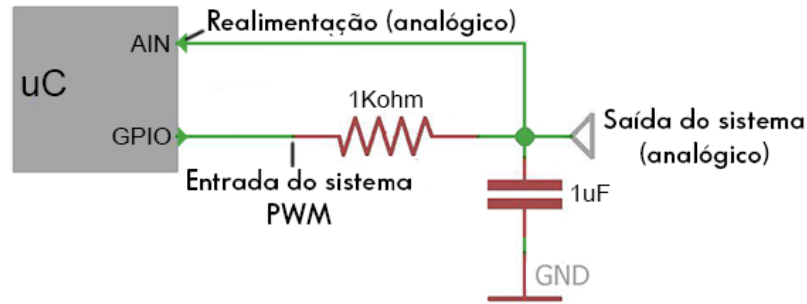 Realimentação (analógico)
AIN
uC
1Kohm
GPIO
Saída do sistema
(analógico)
Entrada do sistema
PWM
1uF
GND